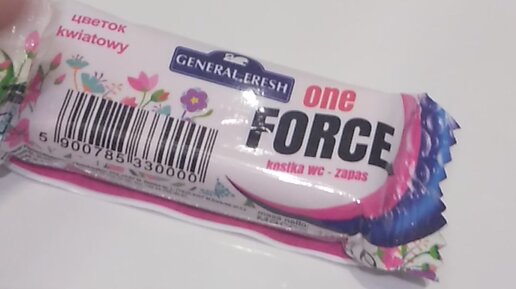 цветок
kwiatowy
GENERAL FRESH
one
FORCE
kostka wc - zapas
5 900785 330000